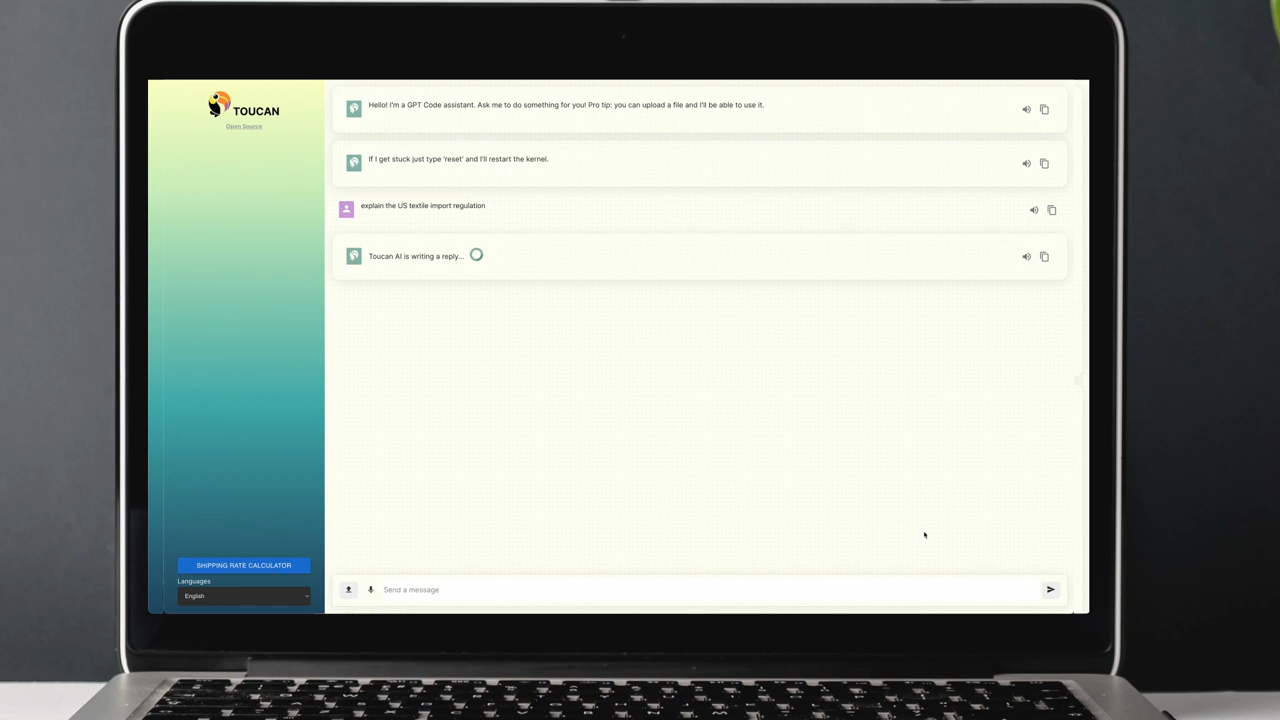 TOUCAN
Open Source
Hello! I'm a GPT Code assistant. Ask me to do something for you! Pro tip: you can upload a file and I'll be able to use it.
If I get stuck just type 'reset' and I'll restart the kernel.
explain the US textile import regulation
Toucan AI is writing a reply...
SHIPPING RATE CALCULATOR
Languages
English
Send a message